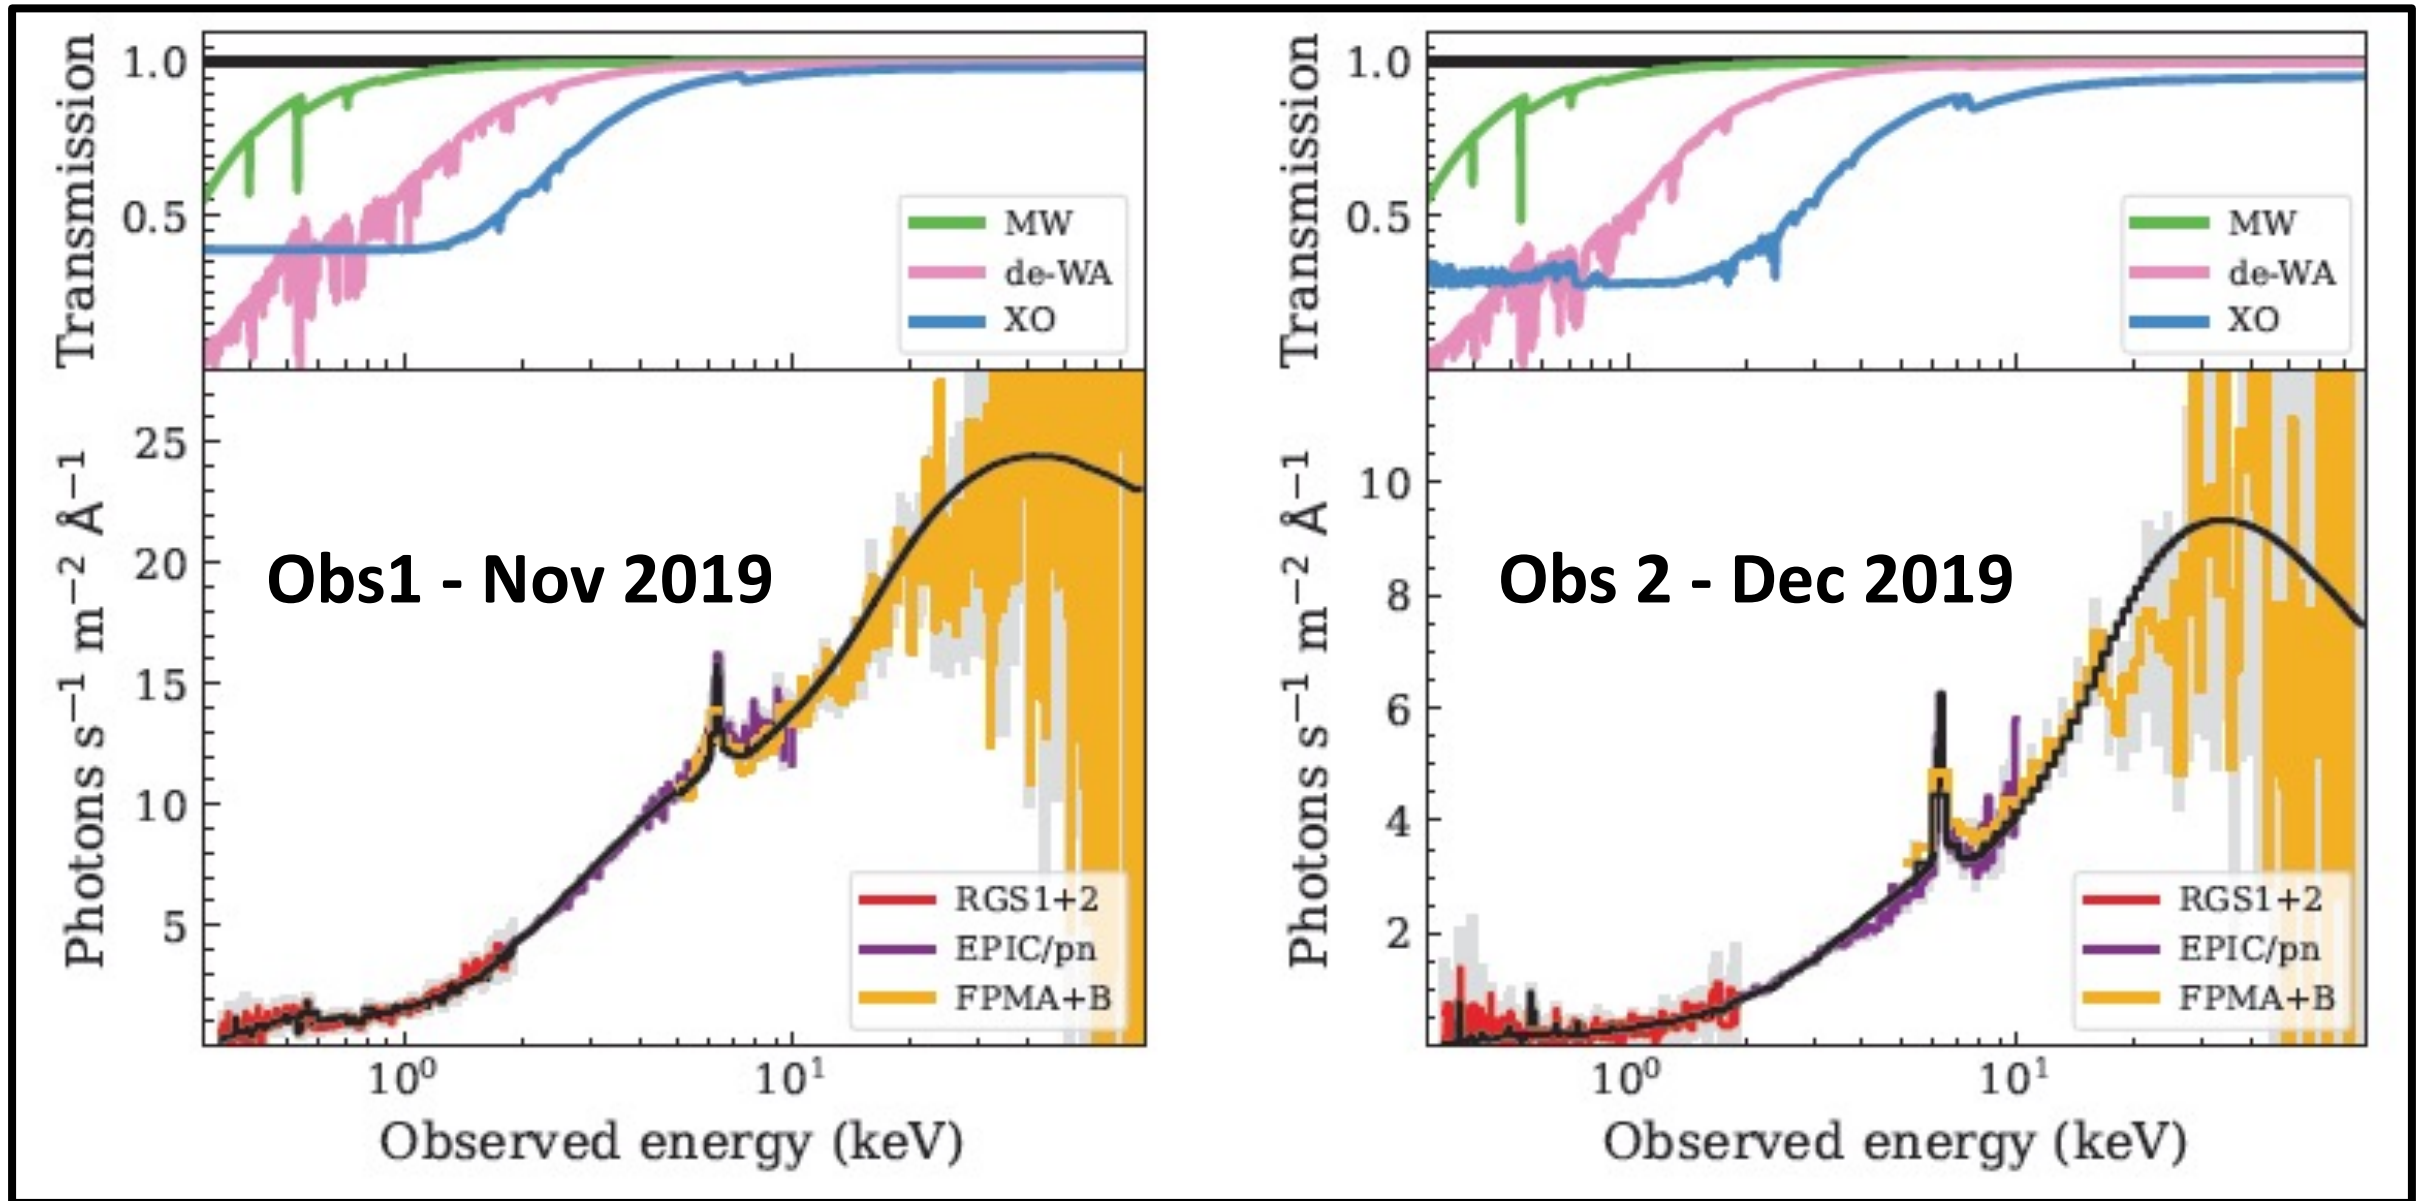 Transmission
1.0
0.5
MW
de-WA
XO
Photons s⁻¹ m⁻² Å⁻¹
25
20
15
10
5
Obs1 - Nov 2019
RGS1+2
EPIC/pn
FPMA+B
10⁰
10¹
Observed energy (keV)
Transmission
1.0
0.5
MW
de-WA
XO
Photons s⁻¹ m⁻² Å⁻¹
10
8
6
4
2
Obs 2 - Dec 2019
RGS1+2
EPIC/pn
FPMA+B
10⁰
10¹
Observed energy (keV)